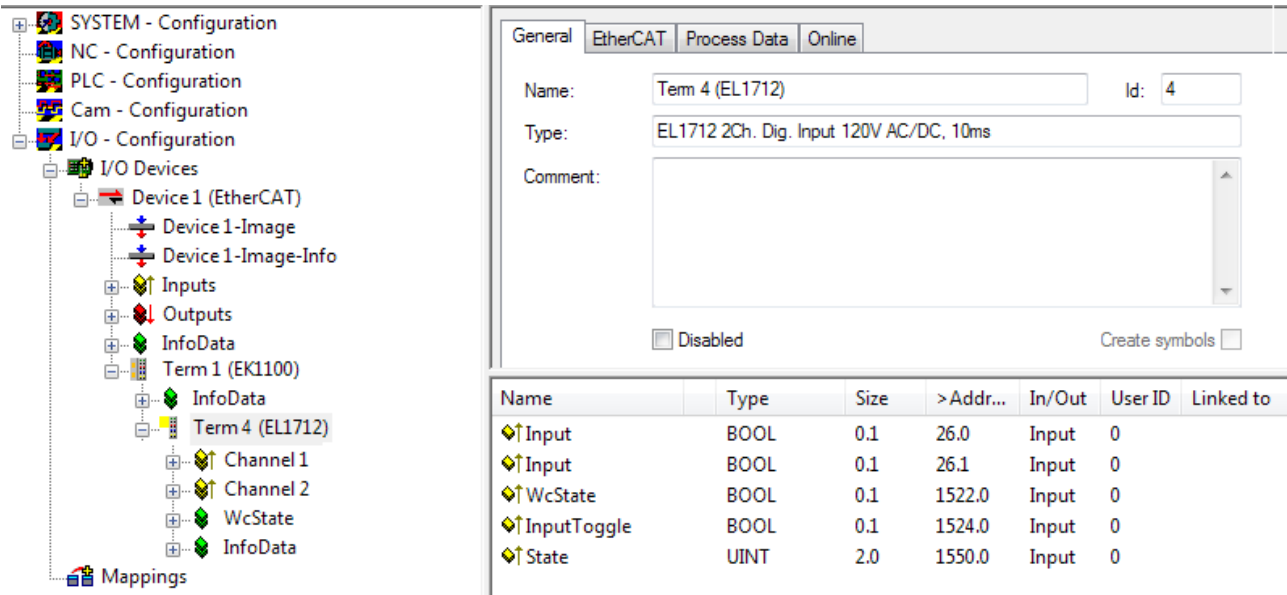 SYSTEM - Configuration
NC - Configuration
PLC - Configuration
Cam - Configuration
I/O - Configuration
I/O Devices
Device 1 (EtherCAT)
Device 1-Image
Device 1-Image-Info
Inputs
Outputs
InfoData
Term 1 (EK1100)
InfoData
Term 4 (EL1712)
Channel 1
Channel 2
WcState
InfoData
Mappings
General EtherCAT Process Data Online
Name: Term 4 (EL1712) Id: 4
Type: EL1712 2Ch. Dig. Input 120V AC/DC, 10ms
Comment:
Disabled Create symbols
Name Type Size >Addr... In/Out User ID Linked to
Input BOOL 0.1 26.0 Input 0
Input BOOL 0.1 26.1 Input 0
WcState BOOL 0.1 1522.0 Input 0
InputToggle BOOL 0.1 1524.0 Input 0
State UINT 2.0 1550.0 Input 0